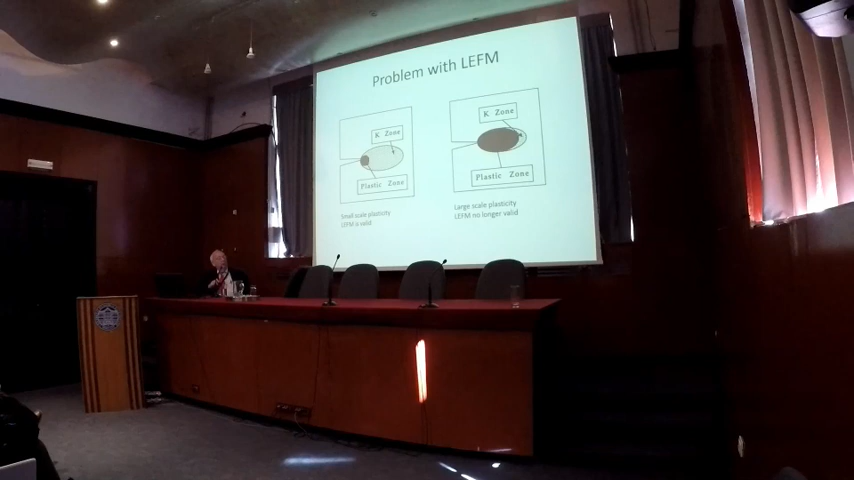 Problem with LEFM
K Zone
Plastic Zone
Small scale plasticity
LEFM is valid
K Zone
Plastic Zone
Large scale plasticity
LEFM no longer valid